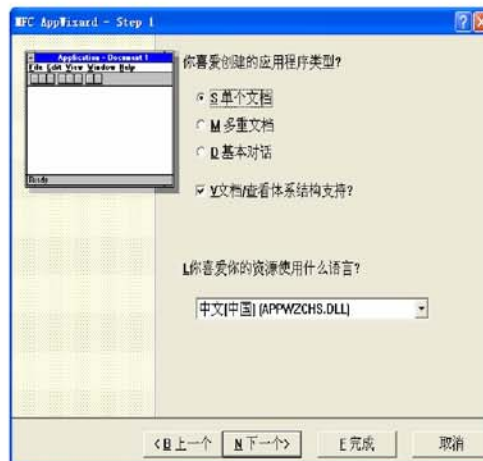 MFC AppWizard - Step 1
Application - Document 1
File Edit View Window Help
Ready
你喜爱创建的应用程序类型?
S 单个文档
M 多重文档
D 基本对话
V文档/查看体系结构支持?
L你喜爱你的资源使用什么语言?
中文[中国] (APPWZCHS.DLL)
<B 上一个
N 下一个>
F 完成
取消